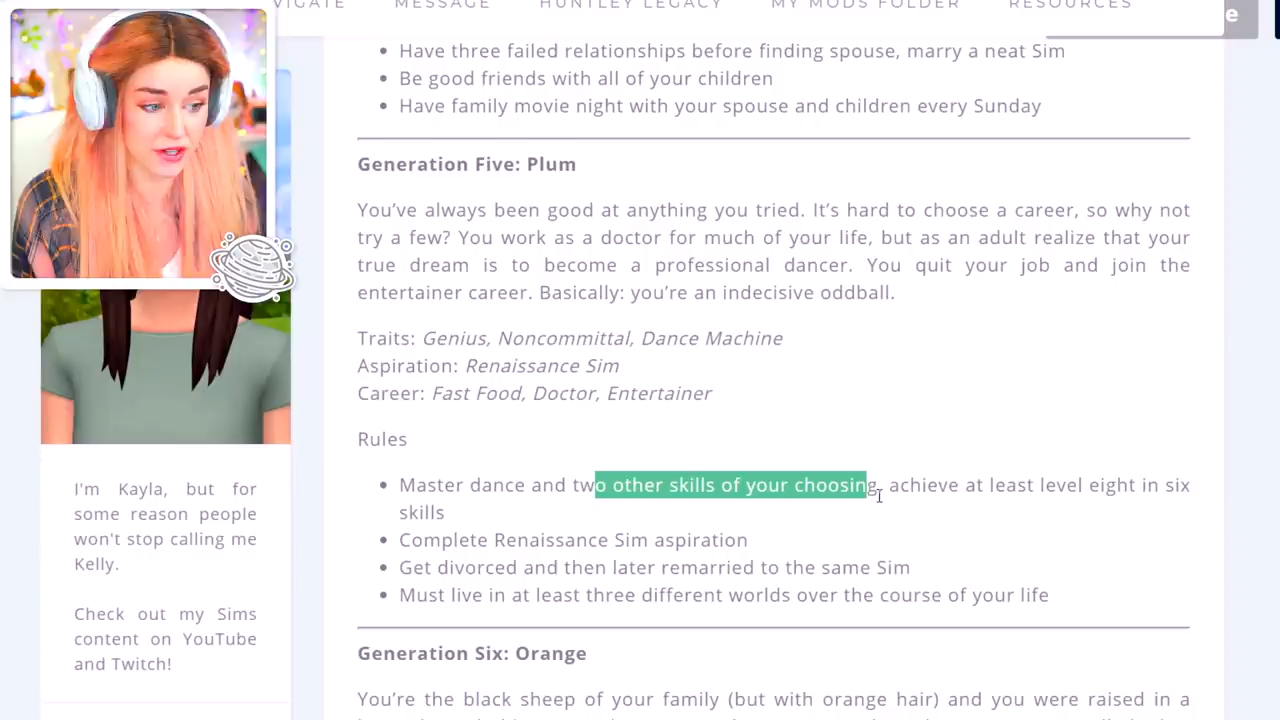 MESSAGE
HUNTLEY LEGACY
MY MODS FOLDER
RESOURCES
Have three failed relationships before finding spouse, marry a neat Sim
Be good friends with all of your children
Have family movie night with your spouse and children every Sunday
Generation Five: Plum
You’ve always been good at anything you tried. It’s hard to choose a career, so why not
try a few? You work as a doctor for much of your life, but as an adult realize that your
true dream is to become a professional dancer. You quit your job and join the
entertainer career. Basically: you’re an indecisive oddball.
Traits: Genius, Noncommittal, Dance Machine
Aspiration: Renaissance Sim
Career: Fast Food, Doctor, Entertainer
Rules
Master dance and two other skills of your choosing, achieve at least level eight in six
skills
Complete Renaissance Sim aspiration
Get divorced and then later remarried to the same Sim
Must live in at least three different worlds over the course of your life
Generation Six: Orange
You’re the black sheep of your family (but with orange hair) and you were raised in a
I'm Kayla, but for
some reason people
won't stop calling me
Kelly.
Check out my Sims
content on YouTube
and Twitch!